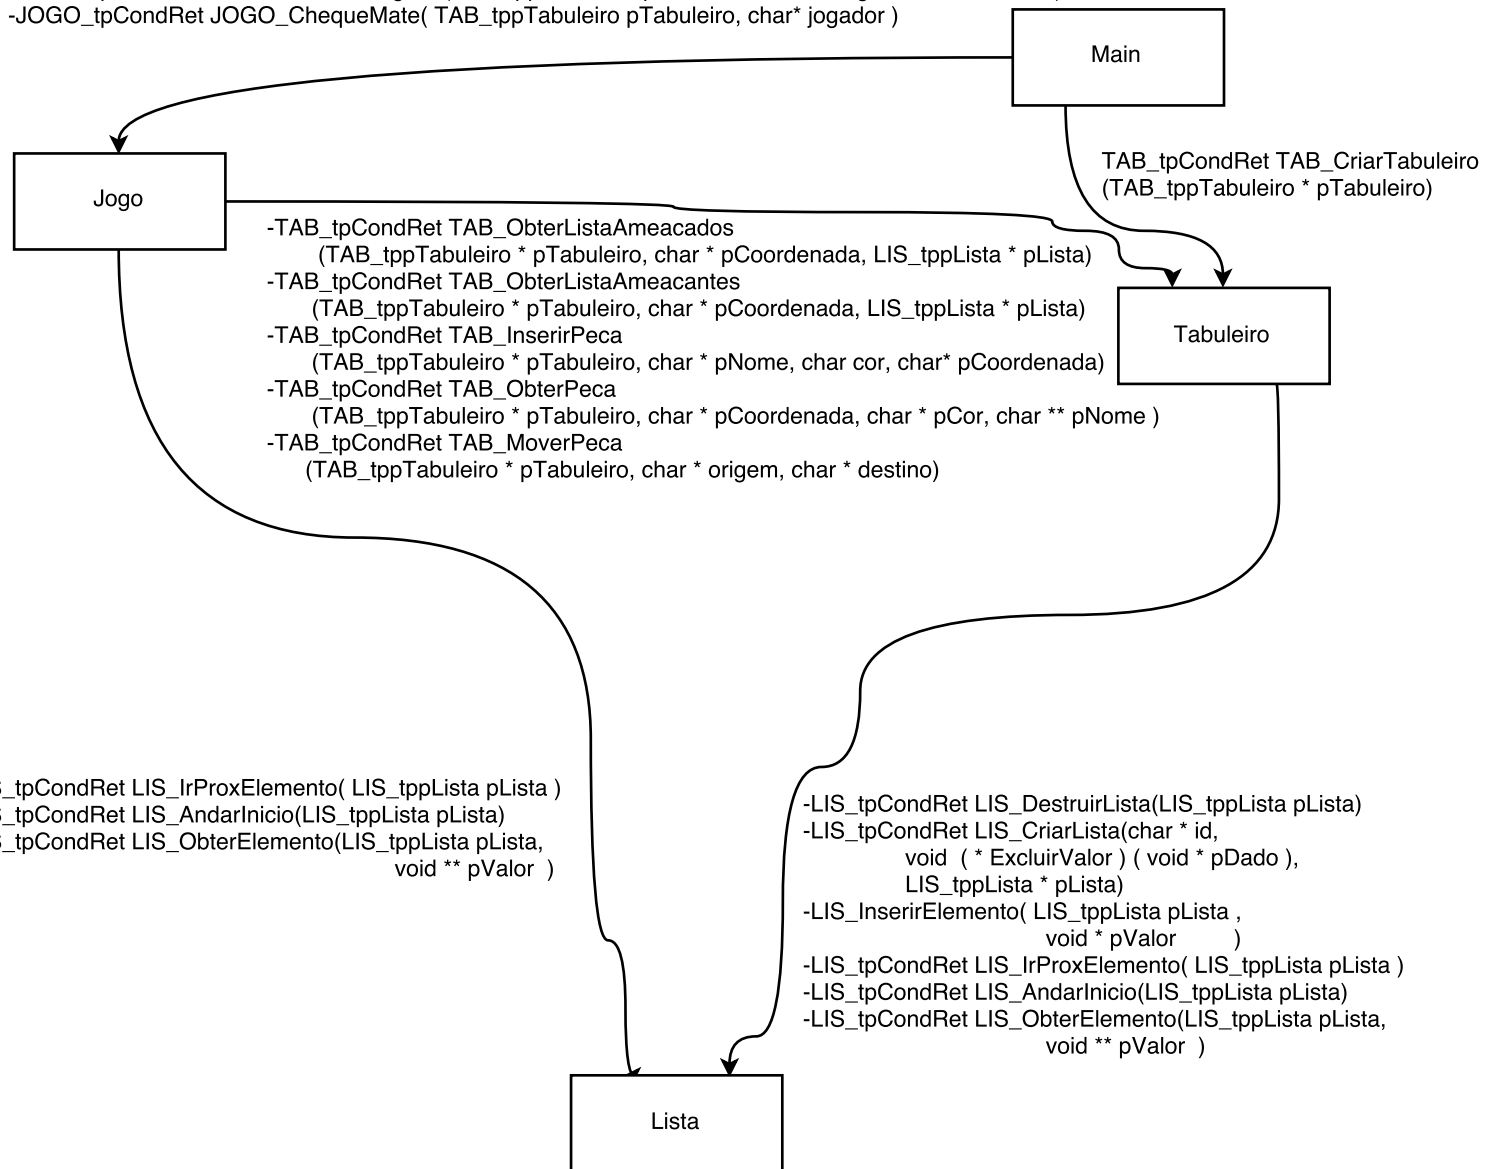 -JOGO_tpCondRet JOGO_ChequeMate( TAB_tppTabuleiro pTabuleiro, char* jogador )
Main
TAB_tpCondRet TAB_CriarTabuleiro
(TAB_tppTabuleiro * pTabuleiro)
Jogo
-TAB_tpCondRet TAB_ObterListaAmeacados
(TAB_tppTabuleiro * pTabuleiro, char * pCoordenada, LIS_tppLista * pLista)
-TAB_tpCondRet TAB_ObterListaAmeacantes
(TAB_tppTabuleiro * pTabuleiro, char * pCoordenada, LIS_tppLista * pLista)
-TAB_tpCondRet TAB_InserirPeca
(TAB_tppTabuleiro * pTabuleiro, char * pNome, char cor, char* pCoordenada)
-TAB_tpCondRet TAB_ObterPeca
(TAB_tppTabuleiro * pTabuleiro, char * pCoordenada, char * pCor, char ** pNome )
-TAB_tpCondRet TAB_MoverPeca
(TAB_tppTabuleiro * pTabuleiro, char * origem, char * destino)
Tabuleiro
_tpCondRet LIS_IrProxElemento( LIS_tppLista pLista )
_tpCondRet LIS_AndarInicio(LIS_tppLista pLista)
_tpCondRet LIS_ObterElemento(LIS_tppLista pLista,
void ** pValor )
-LIS_tpCondRet LIS_DestruirLista(LIS_tppLista pLista)
-LIS_tpCondRet LIS_CriarLista(char * id,
void ( * ExcluirValor ) ( void * pDado ),
LIS_tppLista * pLista)
-LIS_InserirElemento( LIS_tppLista pLista ,
void * pValor )
-LIS_tpCondRet LIS_IrProxElemento( LIS_tppLista pLista )
-LIS_tpCondRet LIS_AndarInicio(LIS_tppLista pLista)
-LIS_tpCondRet LIS_ObterElemento(LIS_tppLista pLista,
void ** pValor )
Lista